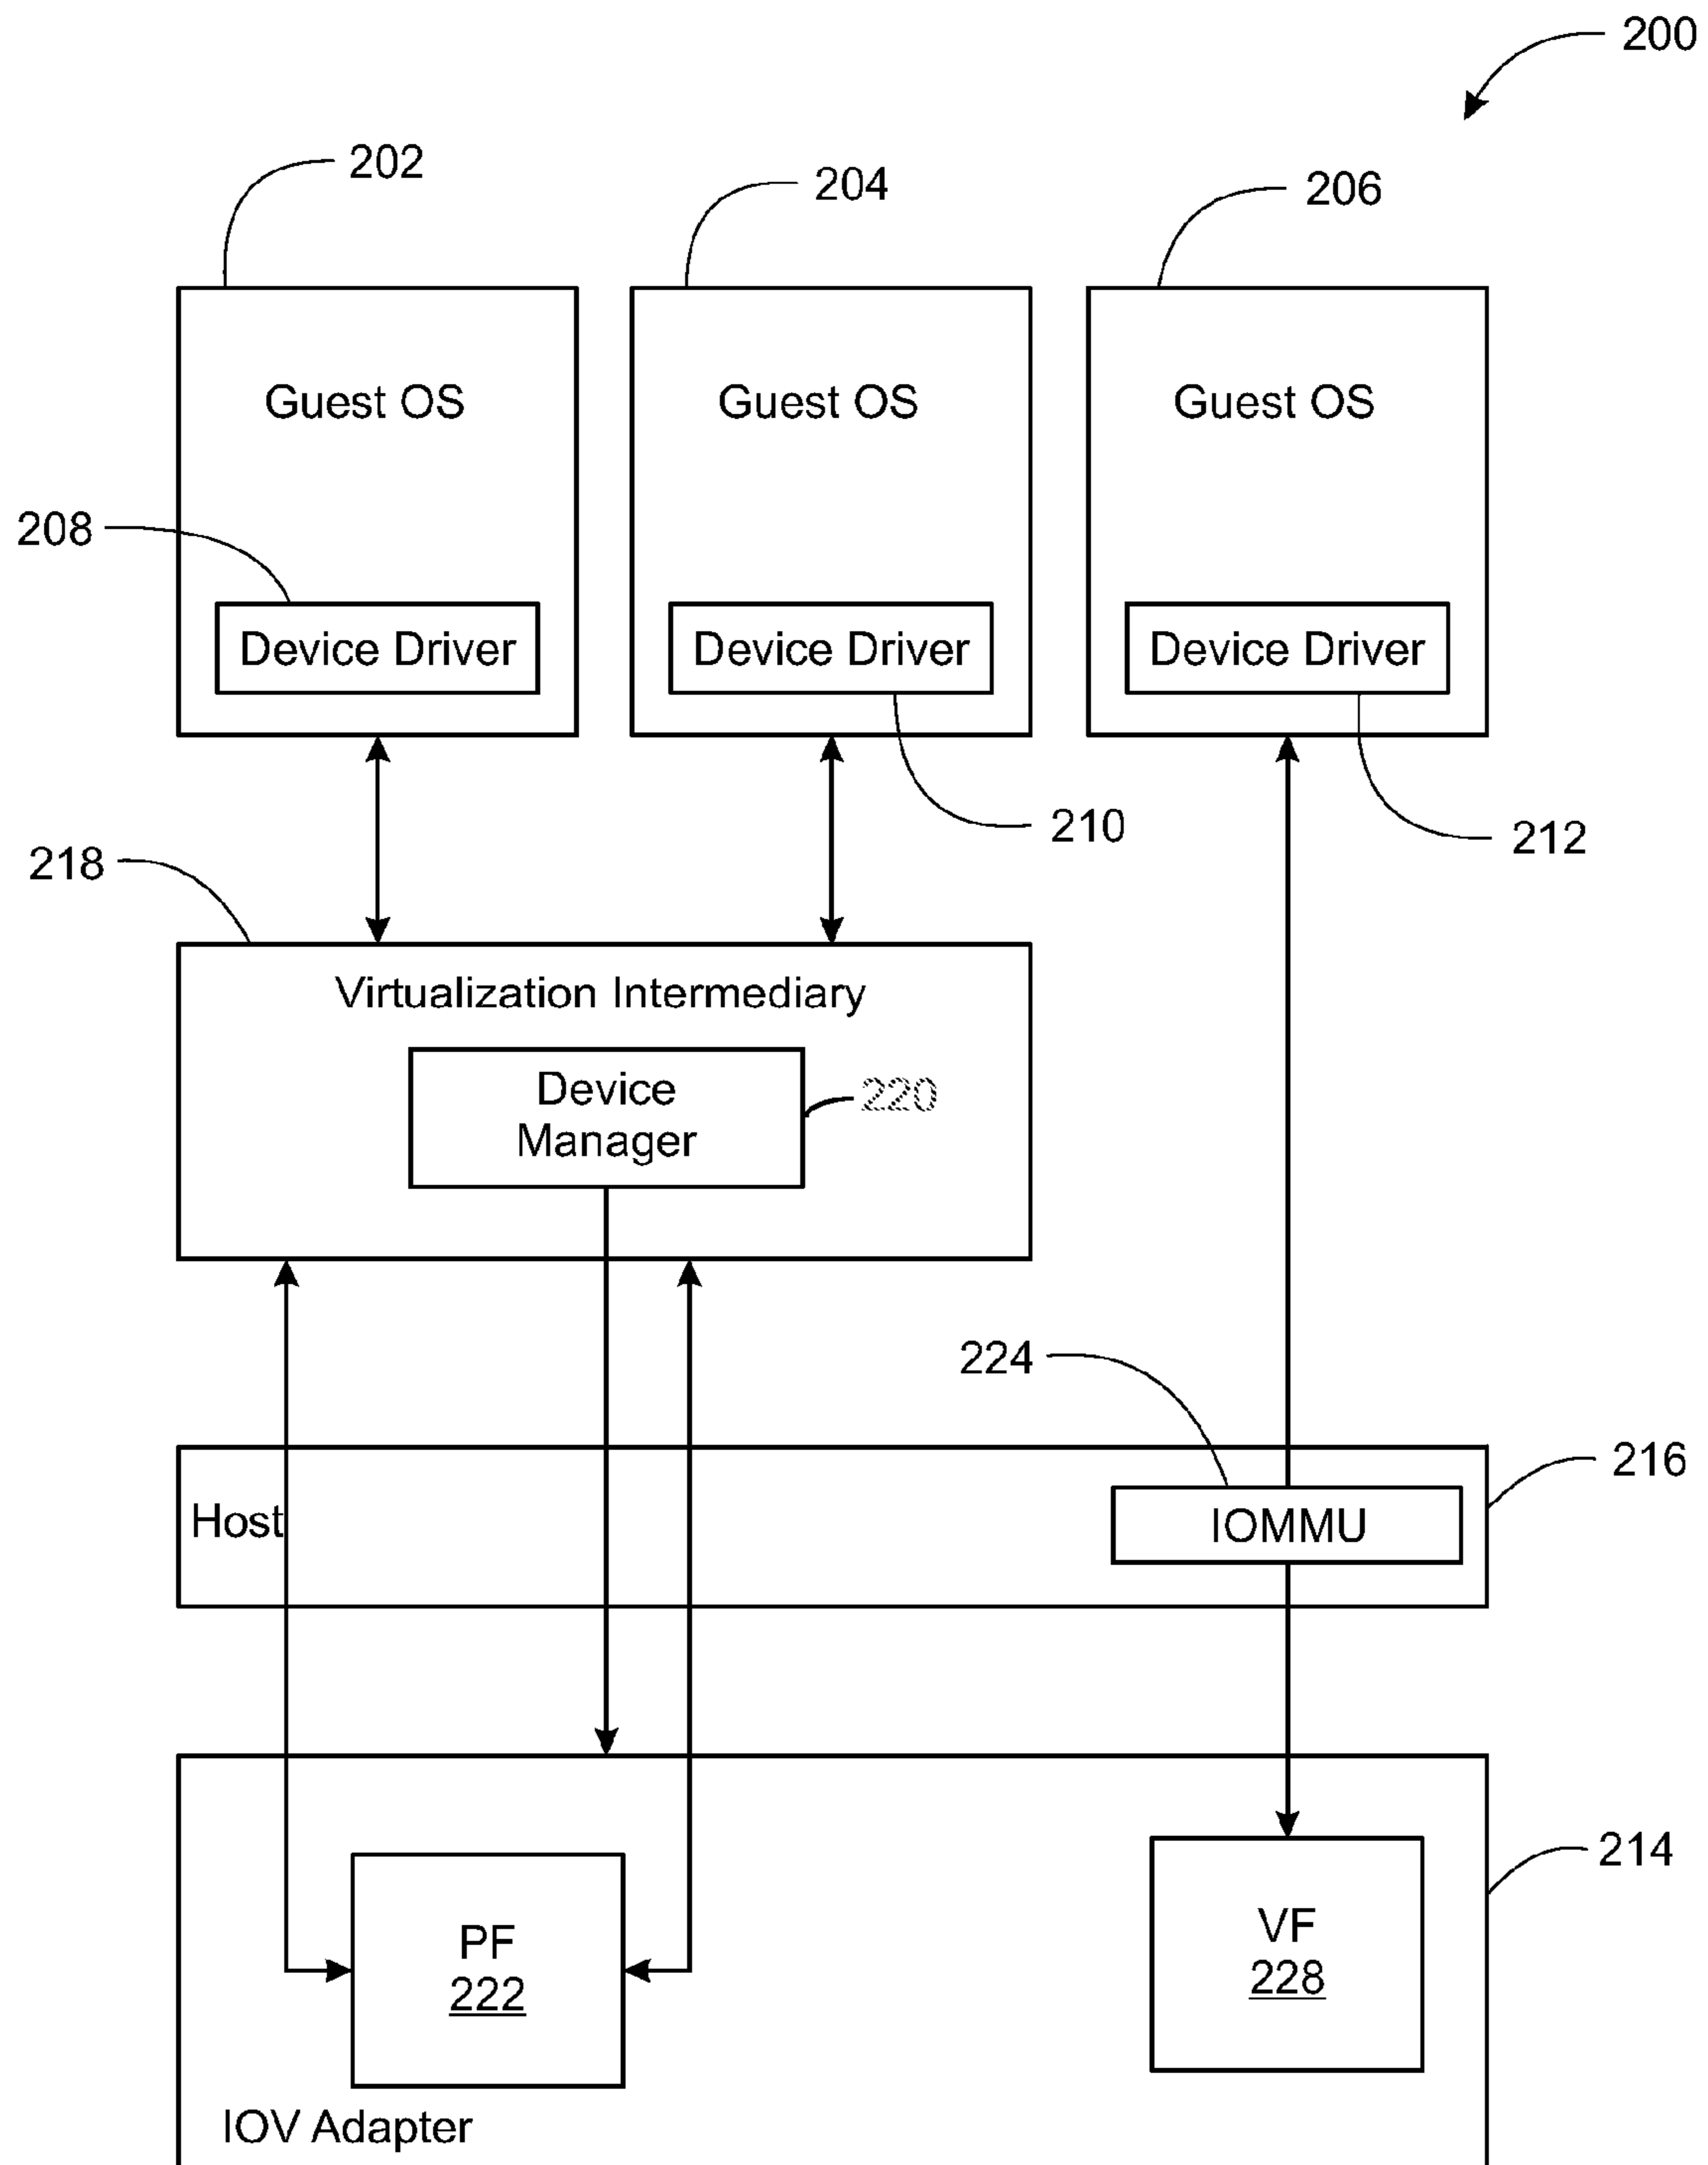 200
202
204
206
Guest OS
Guest OS
Guest OS
208
Device Driver
Device Driver
Device Driver
210
212
218
Virtualization Intermediary
Device
Manager
220
224
216
Host
IOMMU
214
PF
222
VF
228
IOV Adapter